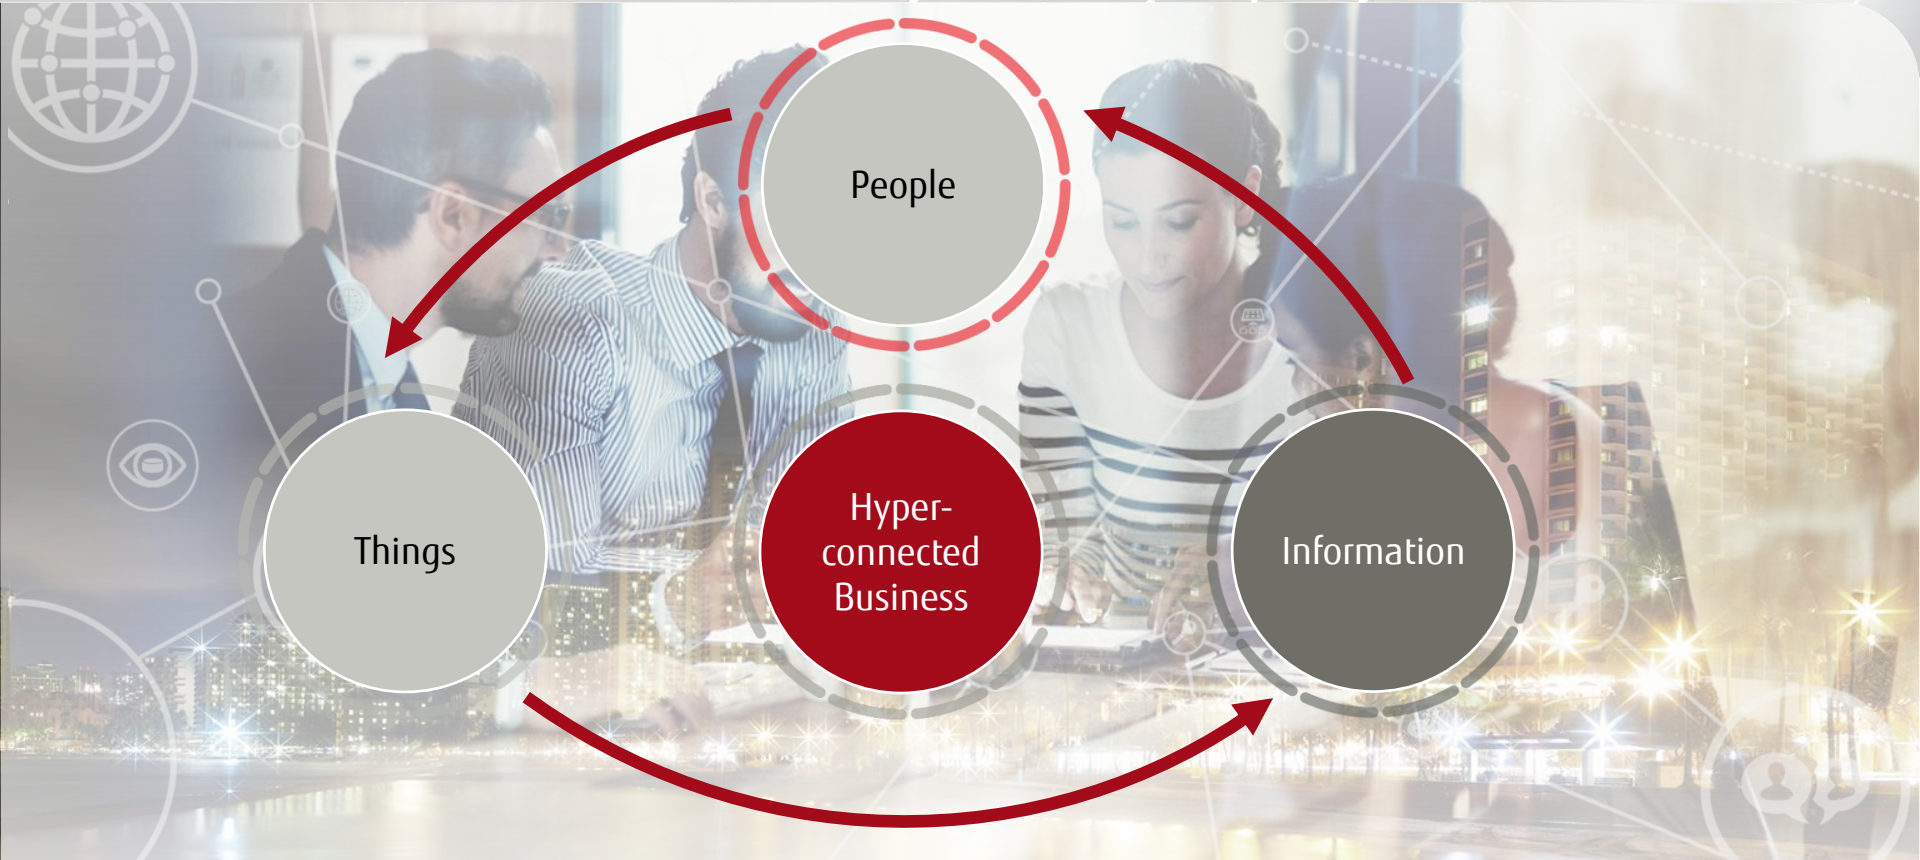 People
Things
Hyper-
connected
Business
Information